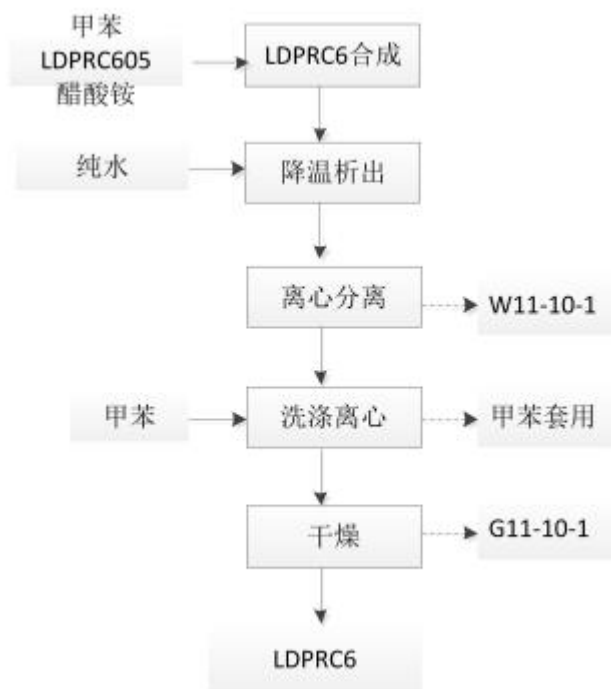 甲苯
LDPRC605
醋酸铵
LDPRC6合成
纯水
降温析出
离心分离
W11-10-1
甲苯
洗涤离心
甲苯套用
干燥
G11-10-1
LDPRC6